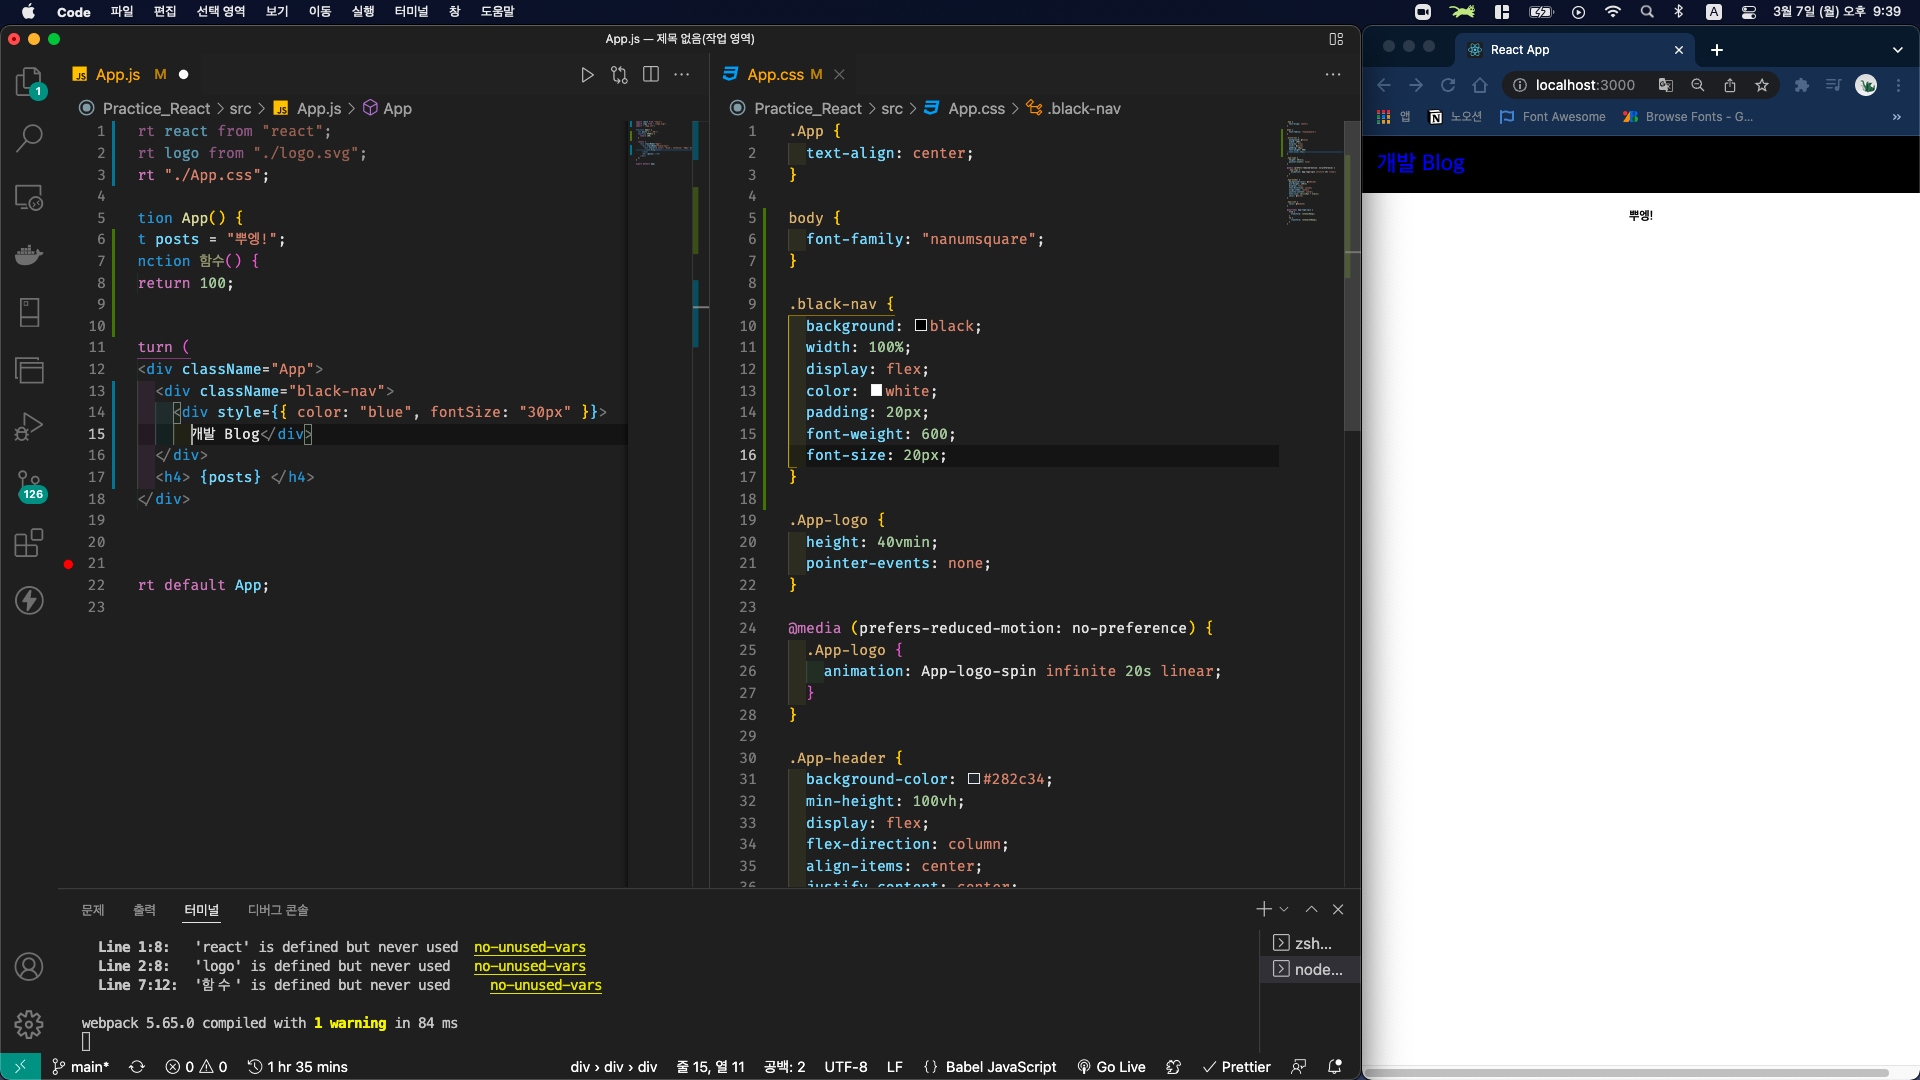 Code 파일 편집 선택 영역 보기 이동 실행 터미널 창 도움말
A 3월 7일 (월) 오후 9:39
App.js — 제목 없음(작업 영역)
App.js M
Practice_React > src > App.js > App
1 rt react from "react";
2 rt logo from "./logo.svg";
3 rt "./App.css";
4
5 tion App() {
6 t posts = "뿌엥!";
7 nction 함수() {
8 return 100;
9
10
11 turn (
12 <div className="App">
13 <div className="black-nav">
14 <div style={{ color: "blue", fontSize: "30px" }}>
15 개발 Blog</div>
16 </div>
17 <h4> {posts} </h4>
18 </div>
19
20
21
22 rt default App;
23
App.css M
Practice_React > src > App.css > .black-nav
1 .App {
2 text-align: center;
3 }
4
5 body {
6 font-family: "nanumsquare";
7 }
8
9 .black-nav {
10 background: black;
11 width: 100%;
12 display: flex;
13 color: white;
14 padding: 20px;
15 font-weight: 600;
16 font-size: 20px;
17 }
18
19 .App-logo {
20 height: 40vmin;
21 pointer-events: none;
22 }
23
24 @media (prefers-reduced-motion: no-preference) {
25 .App-logo {
26 animation: App-logo-spin infinite 20s linear;
27 }
28 }
29
30 .App-header {
31 background-color: #282c34;
32 min-height: 100vh;
33 display: flex;
34 flex-direction: column;
35 align-items: center;
36 justify-content: center;
1
126
문제 출력 터미널 디버그 콘솔
Line 1:8: 'react' is defined but never used no-unused-vars
Line 2:8: 'logo' is defined but never used no-unused-vars
Line 7:12: '함수' is defined but never used no-unused-vars
webpack 5.65.0 compiled with 1 warning in 84 ms
zsh...
node...
main* 0 0 1 hr 35 mins div > div > div 줄 15, 열 11 공백: 2 UTF-8 LF {} Babel JavaScript Go Live Prettier
React App
localhost:3000
앱 노오션 Font Awesome Browse Fonts - G...
개발 Blog
뿌엥!